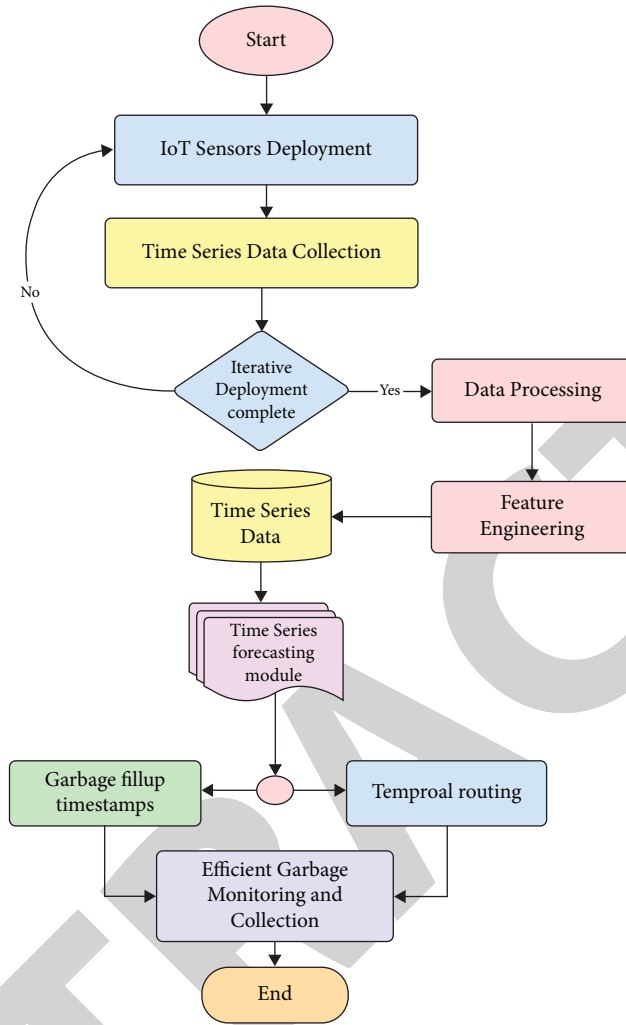 Start
IoT Sensors Deployment
Time Series Data Collection
No
Iterative
Deployment
complete
Yes
Data Processing
Feature
Engineering
Time Series
Data
Time Series
forecasting
module
Garbage fillup
timestamps
Temproal routing
Efficient Garbage
Monitoring and
Collection
End